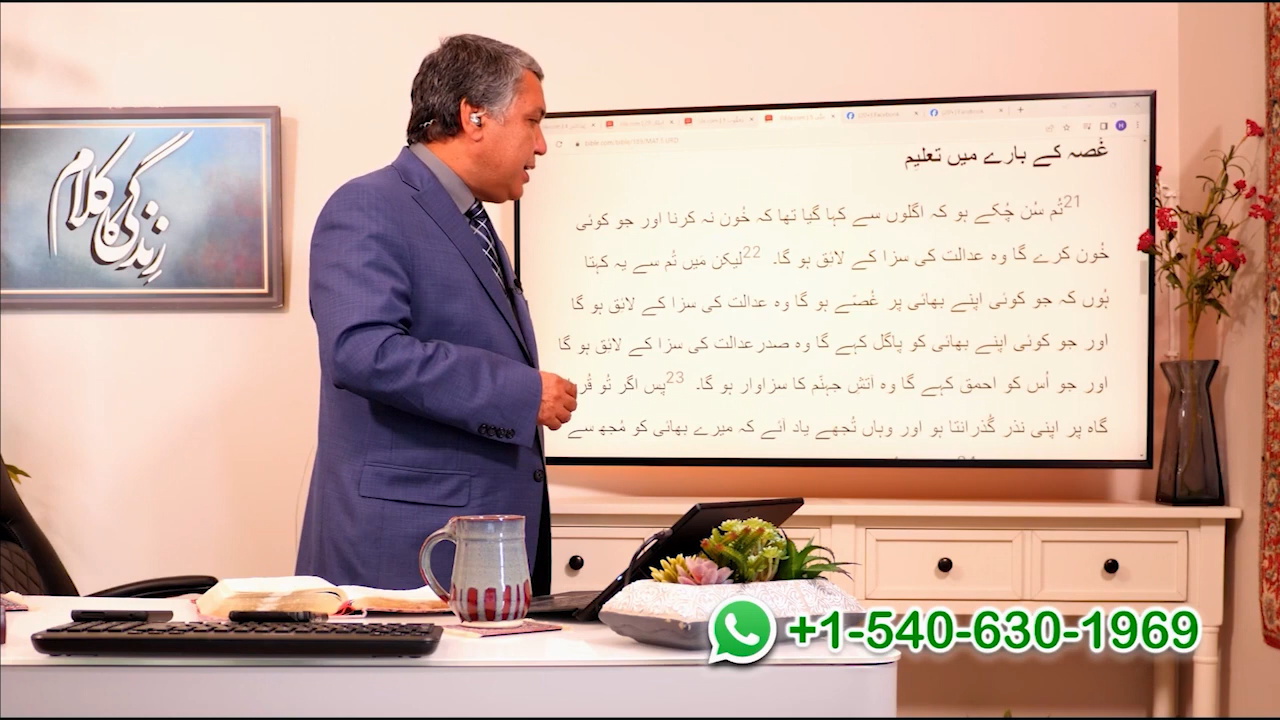 زندگی کا کلام
غُصہ کے بارے میں تعلیم
21تُم سُن چُکے ہو کہ اگلوں سے کہا گیا تھا کہ خُون نہ کرنا اور جو کوئی
خُون کرے گا وہ عدالت کی سزا کے لائق ہو گا۔ 22لیکن مَیں تُم سے یہ کہتا
ہُوں کہ جو کوئی اپنے بھائی پر غُصّے ہو گا وہ عدالت کی سزا کے لائق ہو گا
اور جو کوئی اپنے بھائی کو پاگل کہے گا وہ صدرعدالت کی سزا کے لائق ہو گا
اور جو اُس کو احمق کہے گا وہ آتشِ جہنّم کا سزاوار ہو گا۔ 23پس اگر تُو
گاہ پر اپنی نذر گُذرانتا ہو اور وہاں تُجھے یاد آئے کہ میرے بھائی کو مُجھ سے
+1-540-630-1969